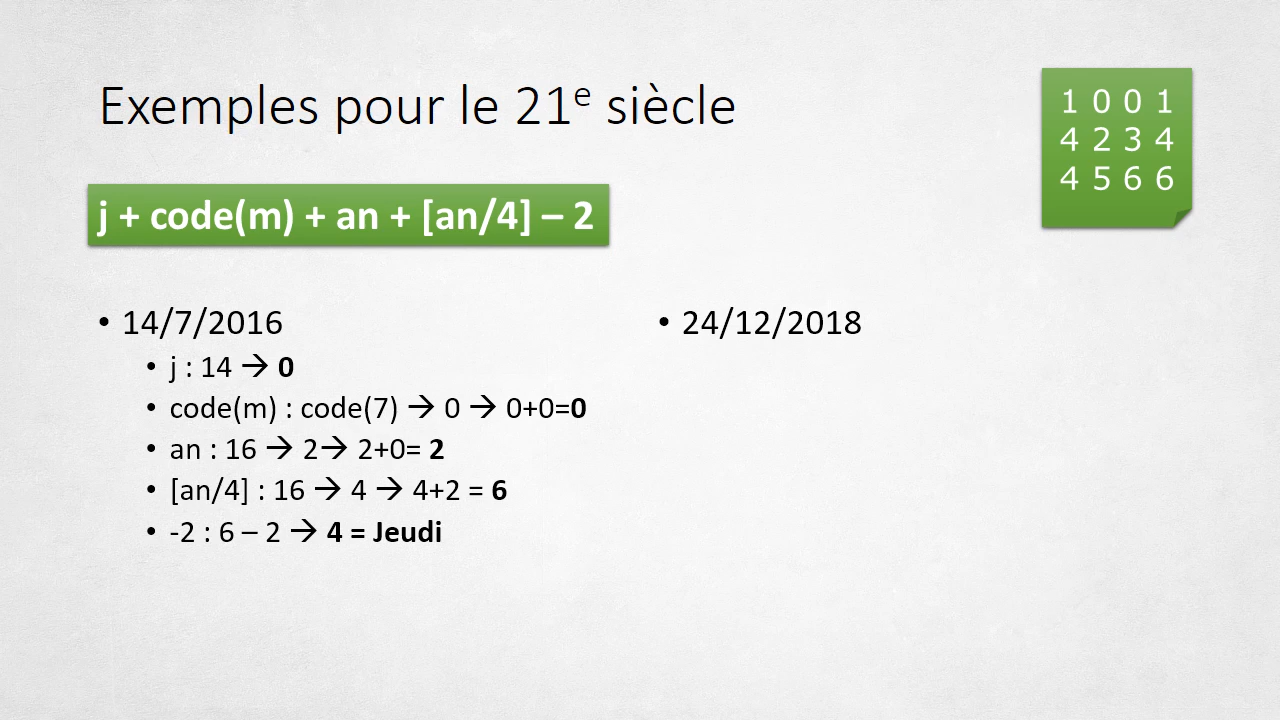 Exemples pour le 21e siècle
1 0 0 1
4 2 3 4
4 5 6 6
j + code(m) + an + [an/4] – 2
• 14/7/2016
• j : 14 → 0
• code(m) : code(7) → 0 → 0+0=0
• an : 16 → 2→ 2+0= 2
• [an/4] : 16 → 4 → 4+2 = 6
• -2 : 6 – 2 → 4 = Jeudi
• 24/12/2018